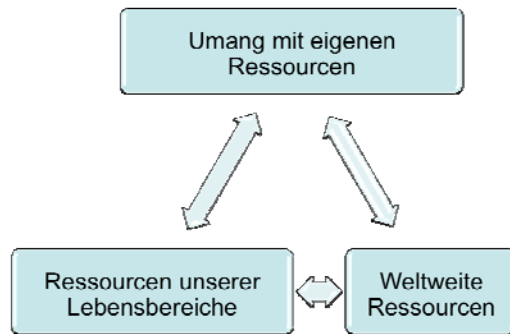 Umang mit eigenen
Ressourcen
Ressourcen unserer
Lebensbereiche
Weltweite
Ressourcen